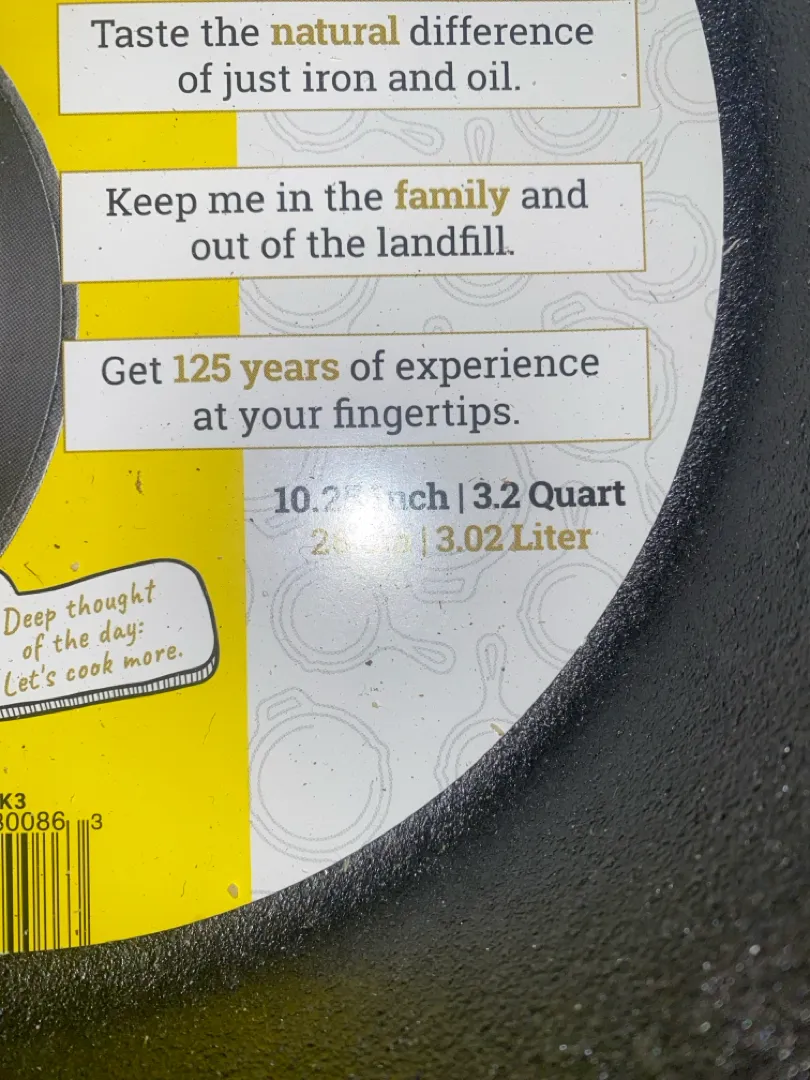 Taste the natural difference
of just iron and oil.
Keep me in the family and
out of the landfill.
Get 125 years of experience
at your fingertips.
| 3.2 Quart
| 3.02 Liter
Deep thought
of the day:
Let's cook more.
K3
80086 3